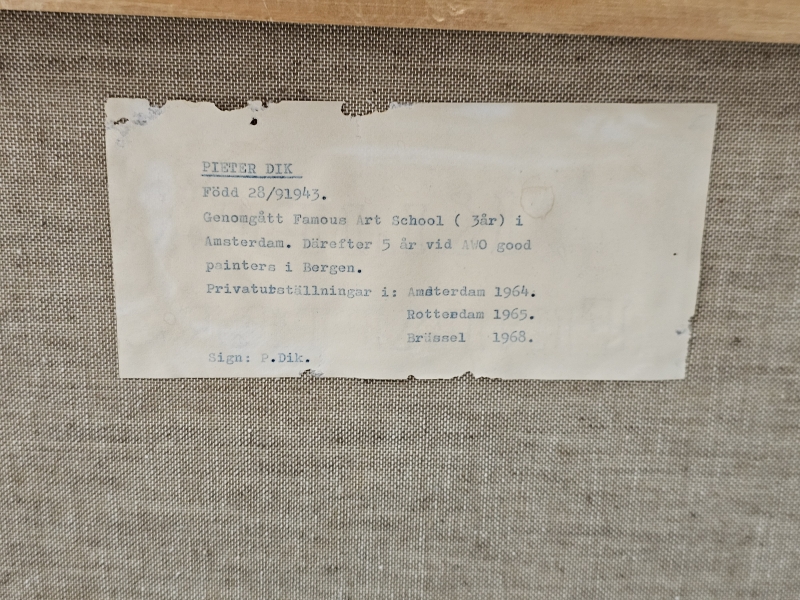 PIETER DIK
Född 28/91943.
Genomgått Famous Art School ( 3år) i
Amsterdam. Därefter 5 år vid AWO good
painters i Bergen.
Privatutställningar i: Amsterdam 1964.
Rotterdam 1965.
Brüssel 1968.
Sign: P.Dik.